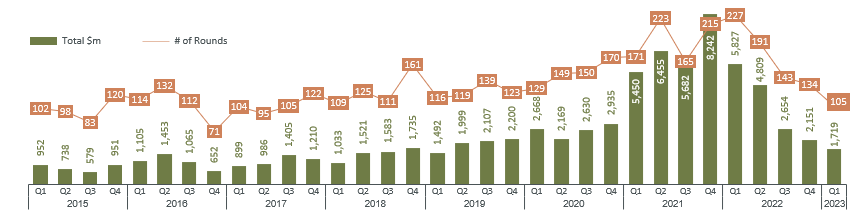 Total $m # of Rounds
102 98 83 120 114 132 112 71 104 95 105 122 109 125 111 161 116 119 139 123 129 149 150 170 171 223 165 215 227 191 143 134 105
952 738 579 951 1,105 1,453 1,065 652 899 986 1,405 1,210 1,033 1,521 1,583 1,735 1,492 1,999 2,107 2,200 2,668 2,169 2,630 2,935 5,450 6,455 5,682 8,242 5,827 4,809 2,654 2,151 1,719
Q1 Q2 Q3 Q4 Q1 Q2 Q3 Q4 Q1 Q2 Q3 Q4 Q1 Q2 Q3 Q4 Q1 Q2 Q3 Q4 Q1 Q2 Q3 Q4 Q1 Q2 Q3 Q4 Q1 Q2 Q3 Q4 Q1
2015 2016 2017 2018 2019 2020 2021 2022 2023